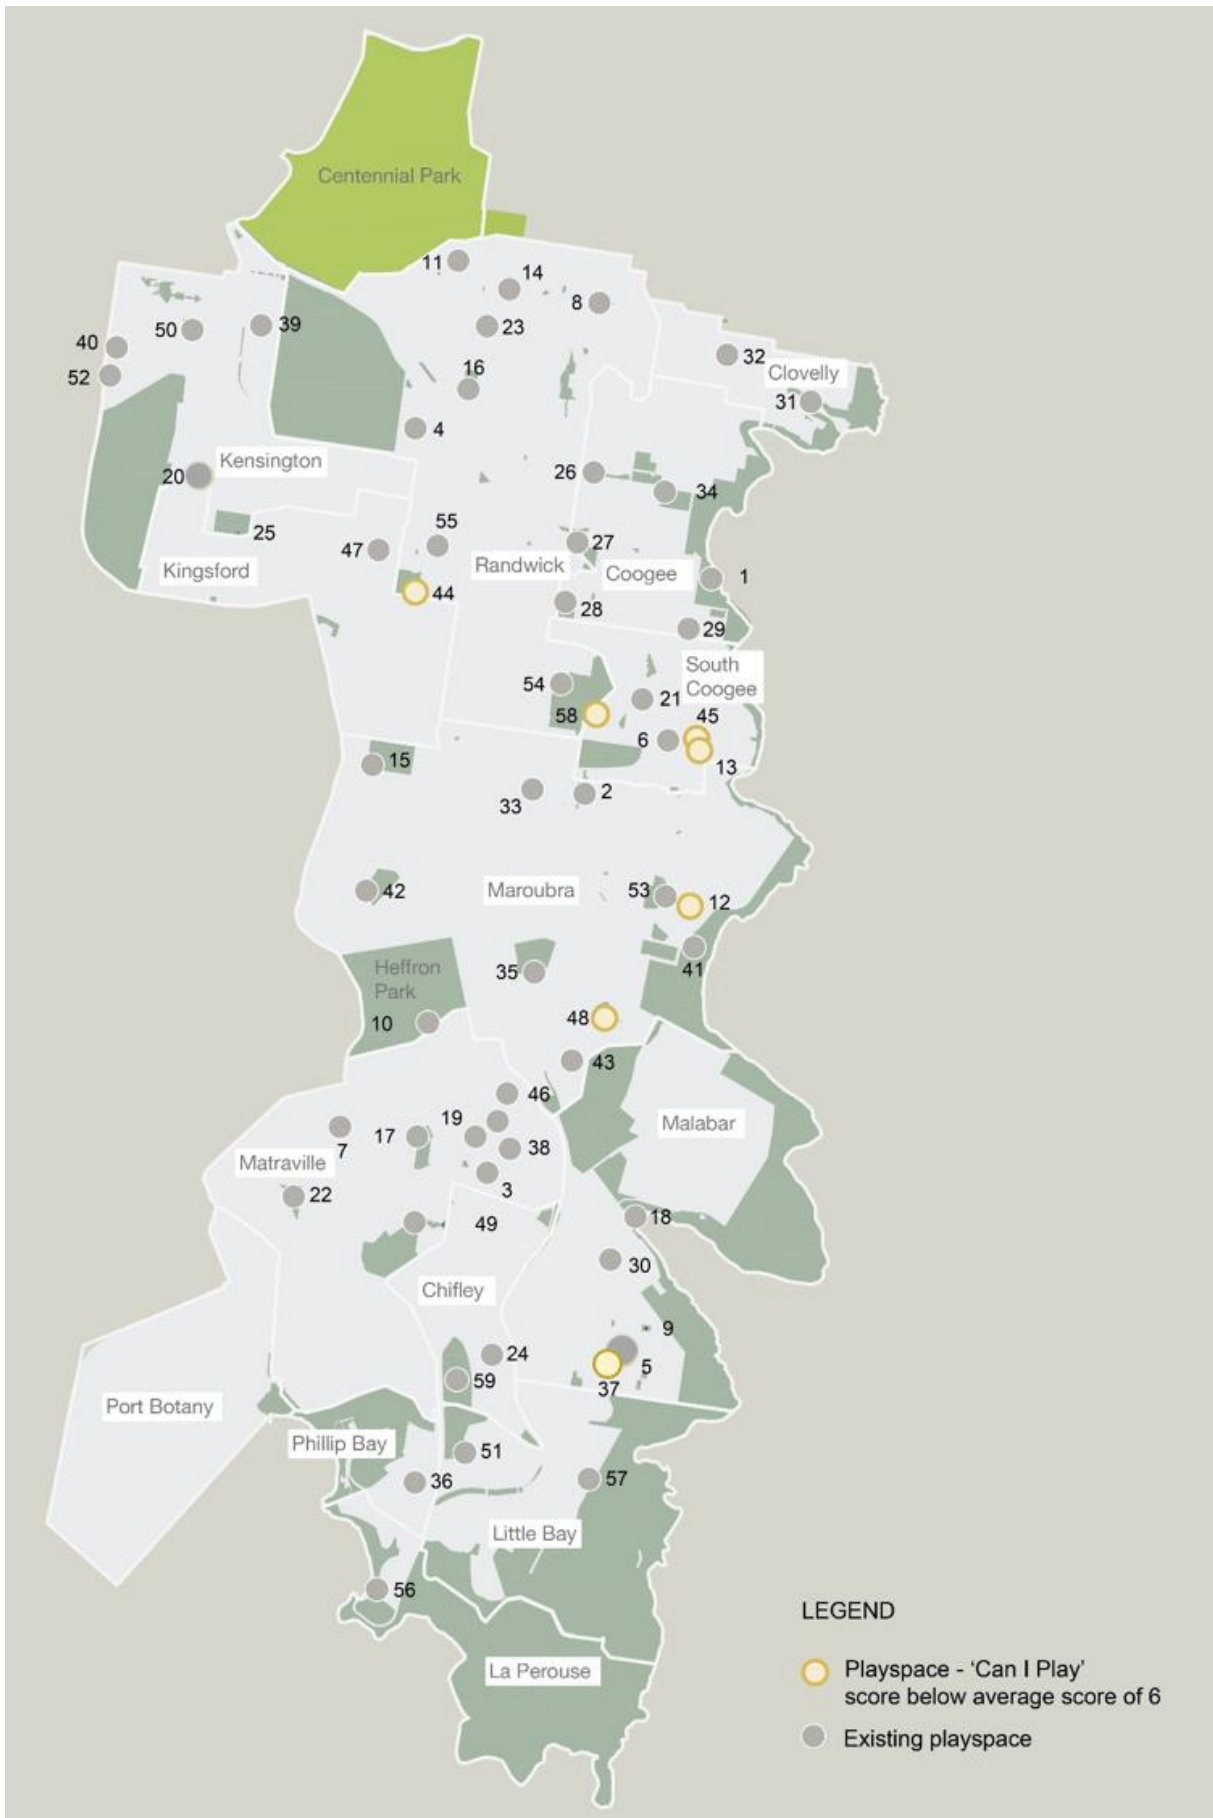 Centennial Park
11
14
8
50
39
23
40
32
52
16
Clovelly
31
4
Kensington
20
26
34
25
55
47
27
Randwick
Coogee
Kingsford
1
44
28
29
South
Coogee
54
21
58
45
6
13
15
33
2
42
Maroubra
53
12
Heffron
Park
35
41
10
48
43
46
19
Malabar
17
38
7
Matraville
3
22
49
18
30
Chifley
9
24
5
59
37
Port Botany
Phillip Bay
51
36
57
Little Bay
56
La Perouse
LEGEND
Playspace - ‘Can I Play’
score below average score of 6
Existing playspace